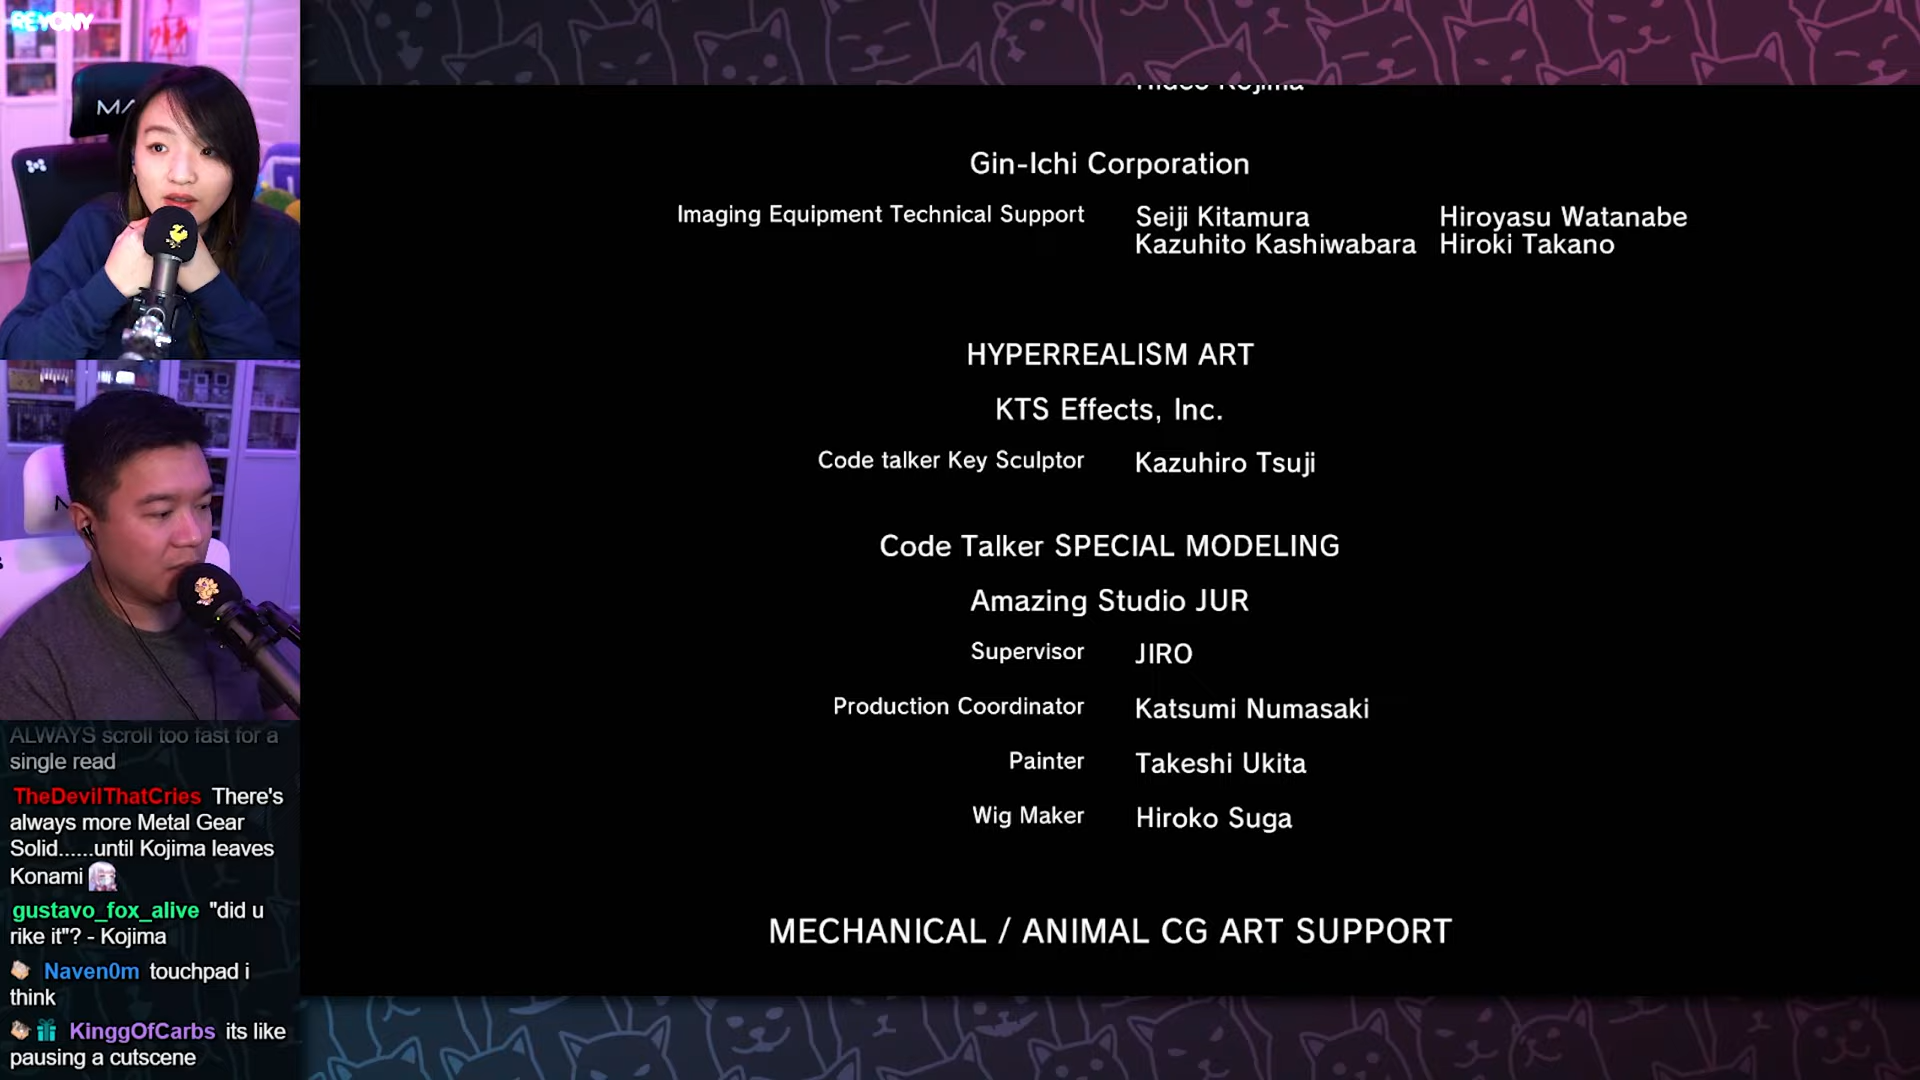 REYONY
MA
Hideo Kojima
Gin-Ichi Corporation
Imaging Equipment Technical Support
Seiji Kitamura
Hiroyasu Watanabe
Kazuhito Kashiwabara
Hiroki Takano
HYPERREALISM ART
KTS Effects, Inc.
Code talker Key Sculptor
Kazuhiro Tsuji
Code Talker SPECIAL MODELING
Amazing Studio JUR
Supervisor
JIRO
Production Coordinator
Katsumi Numasaki
Painter
Takeshi Ukita
Wig Maker
Hiroko Suga
MECHANICAL / ANIMAL CG ART SUPPORT
ALWAYS scroll too fast for a
single read
TheDevilThatCries There's
always more Metal Gear
Solid......until Kojima leaves
Konami
gustavo_fox_alive "did u
rike it"? - Kojima
Naven0m touchpad i
think
KinggOfCarbs its like
pausing a cutscene